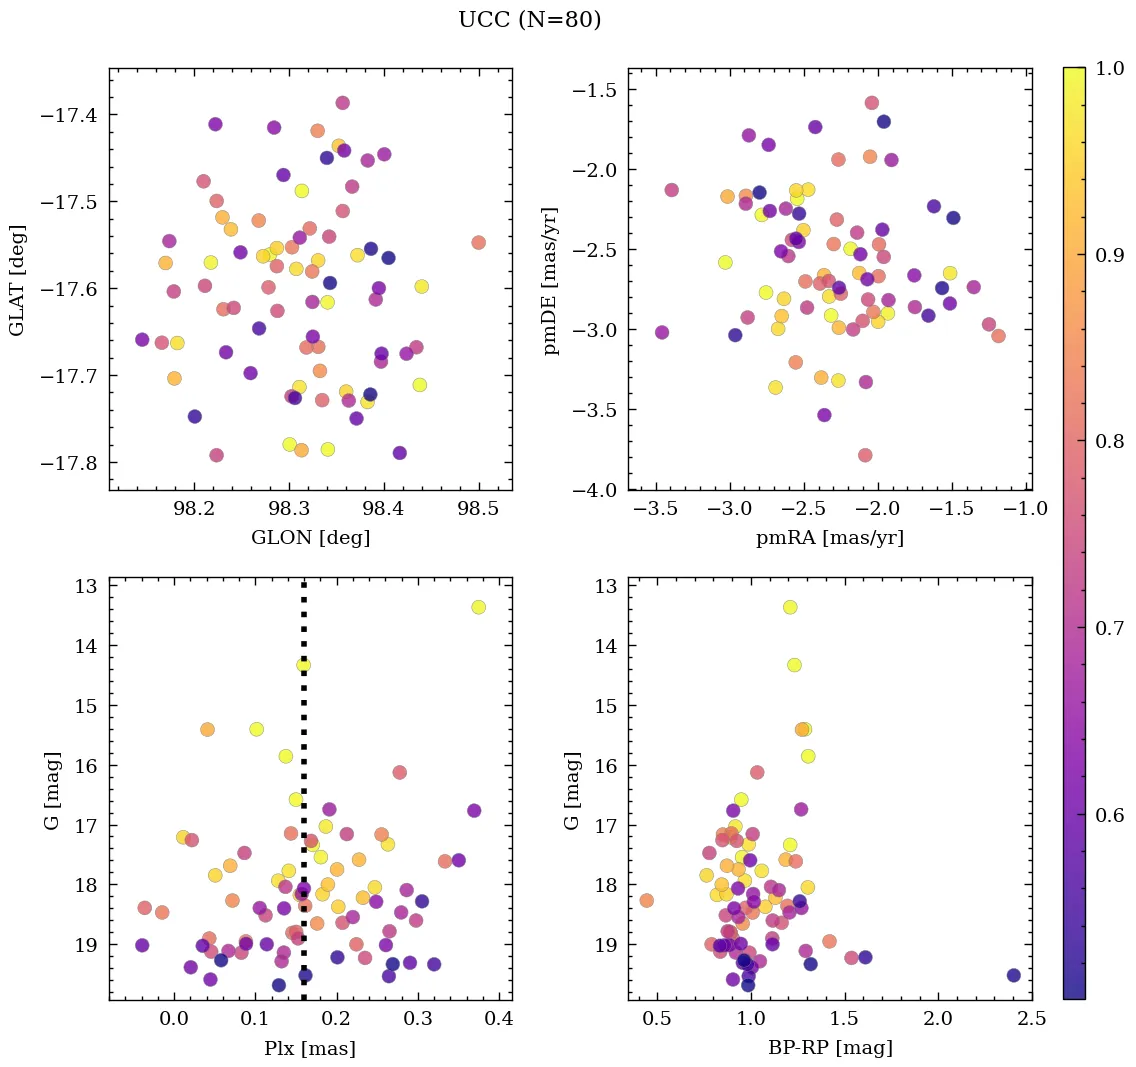 UCC (N=80)
−17.4
−17.5
−17.6
−17.7
−17.8
GLAT [deg]
98.2 98.3 98.4 98.5
GLON [deg]
−1.5
−2.0
−2.5
−3.0
−3.5
−4.0
pmDE [mas/yr]
−3.5 −3.0 −2.5 −2.0 −1.5 −1.0
pmRA [mas/yr]
13
14
15
16
17
18
19
G [mag]
0.0 0.1 0.2 0.3 0.4
Plx [mas]
13
14
15
16
17
18
19
G [mag]
0.5 1.0 1.5 2.0 2.5
BP-RP [mag]
1.0
0.9
0.8
0.7
0.6